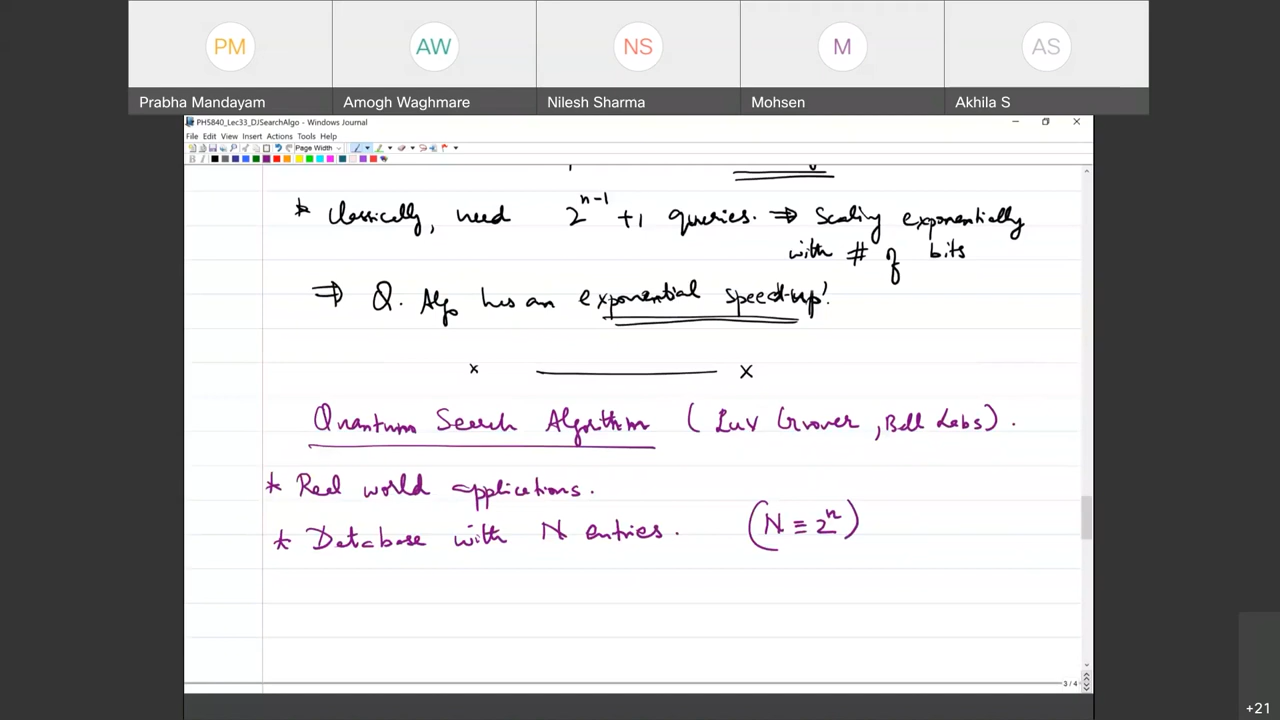 PM AW NS M AS
Prabha Mandayam Amogh Waghmare Nilesh Sharma Mohsen Akhila S
PH5840_Lec33_DJSearchAlgo - Windows Journal
File Edit View Insert Actions Tools Help
Page Width
B I
* Classically, need 2^{n-1} +1 queries. ⇒ Scaling exponentially
with # of bits
⇒ Q. Algo has an exponential speed-up!
x ——— x
Quantum Search Algorithm (Luv Grover, Bell Labs).
* Real world applications.
* Database with N entries. (N ≡ 2^n)
3 / 4
+21